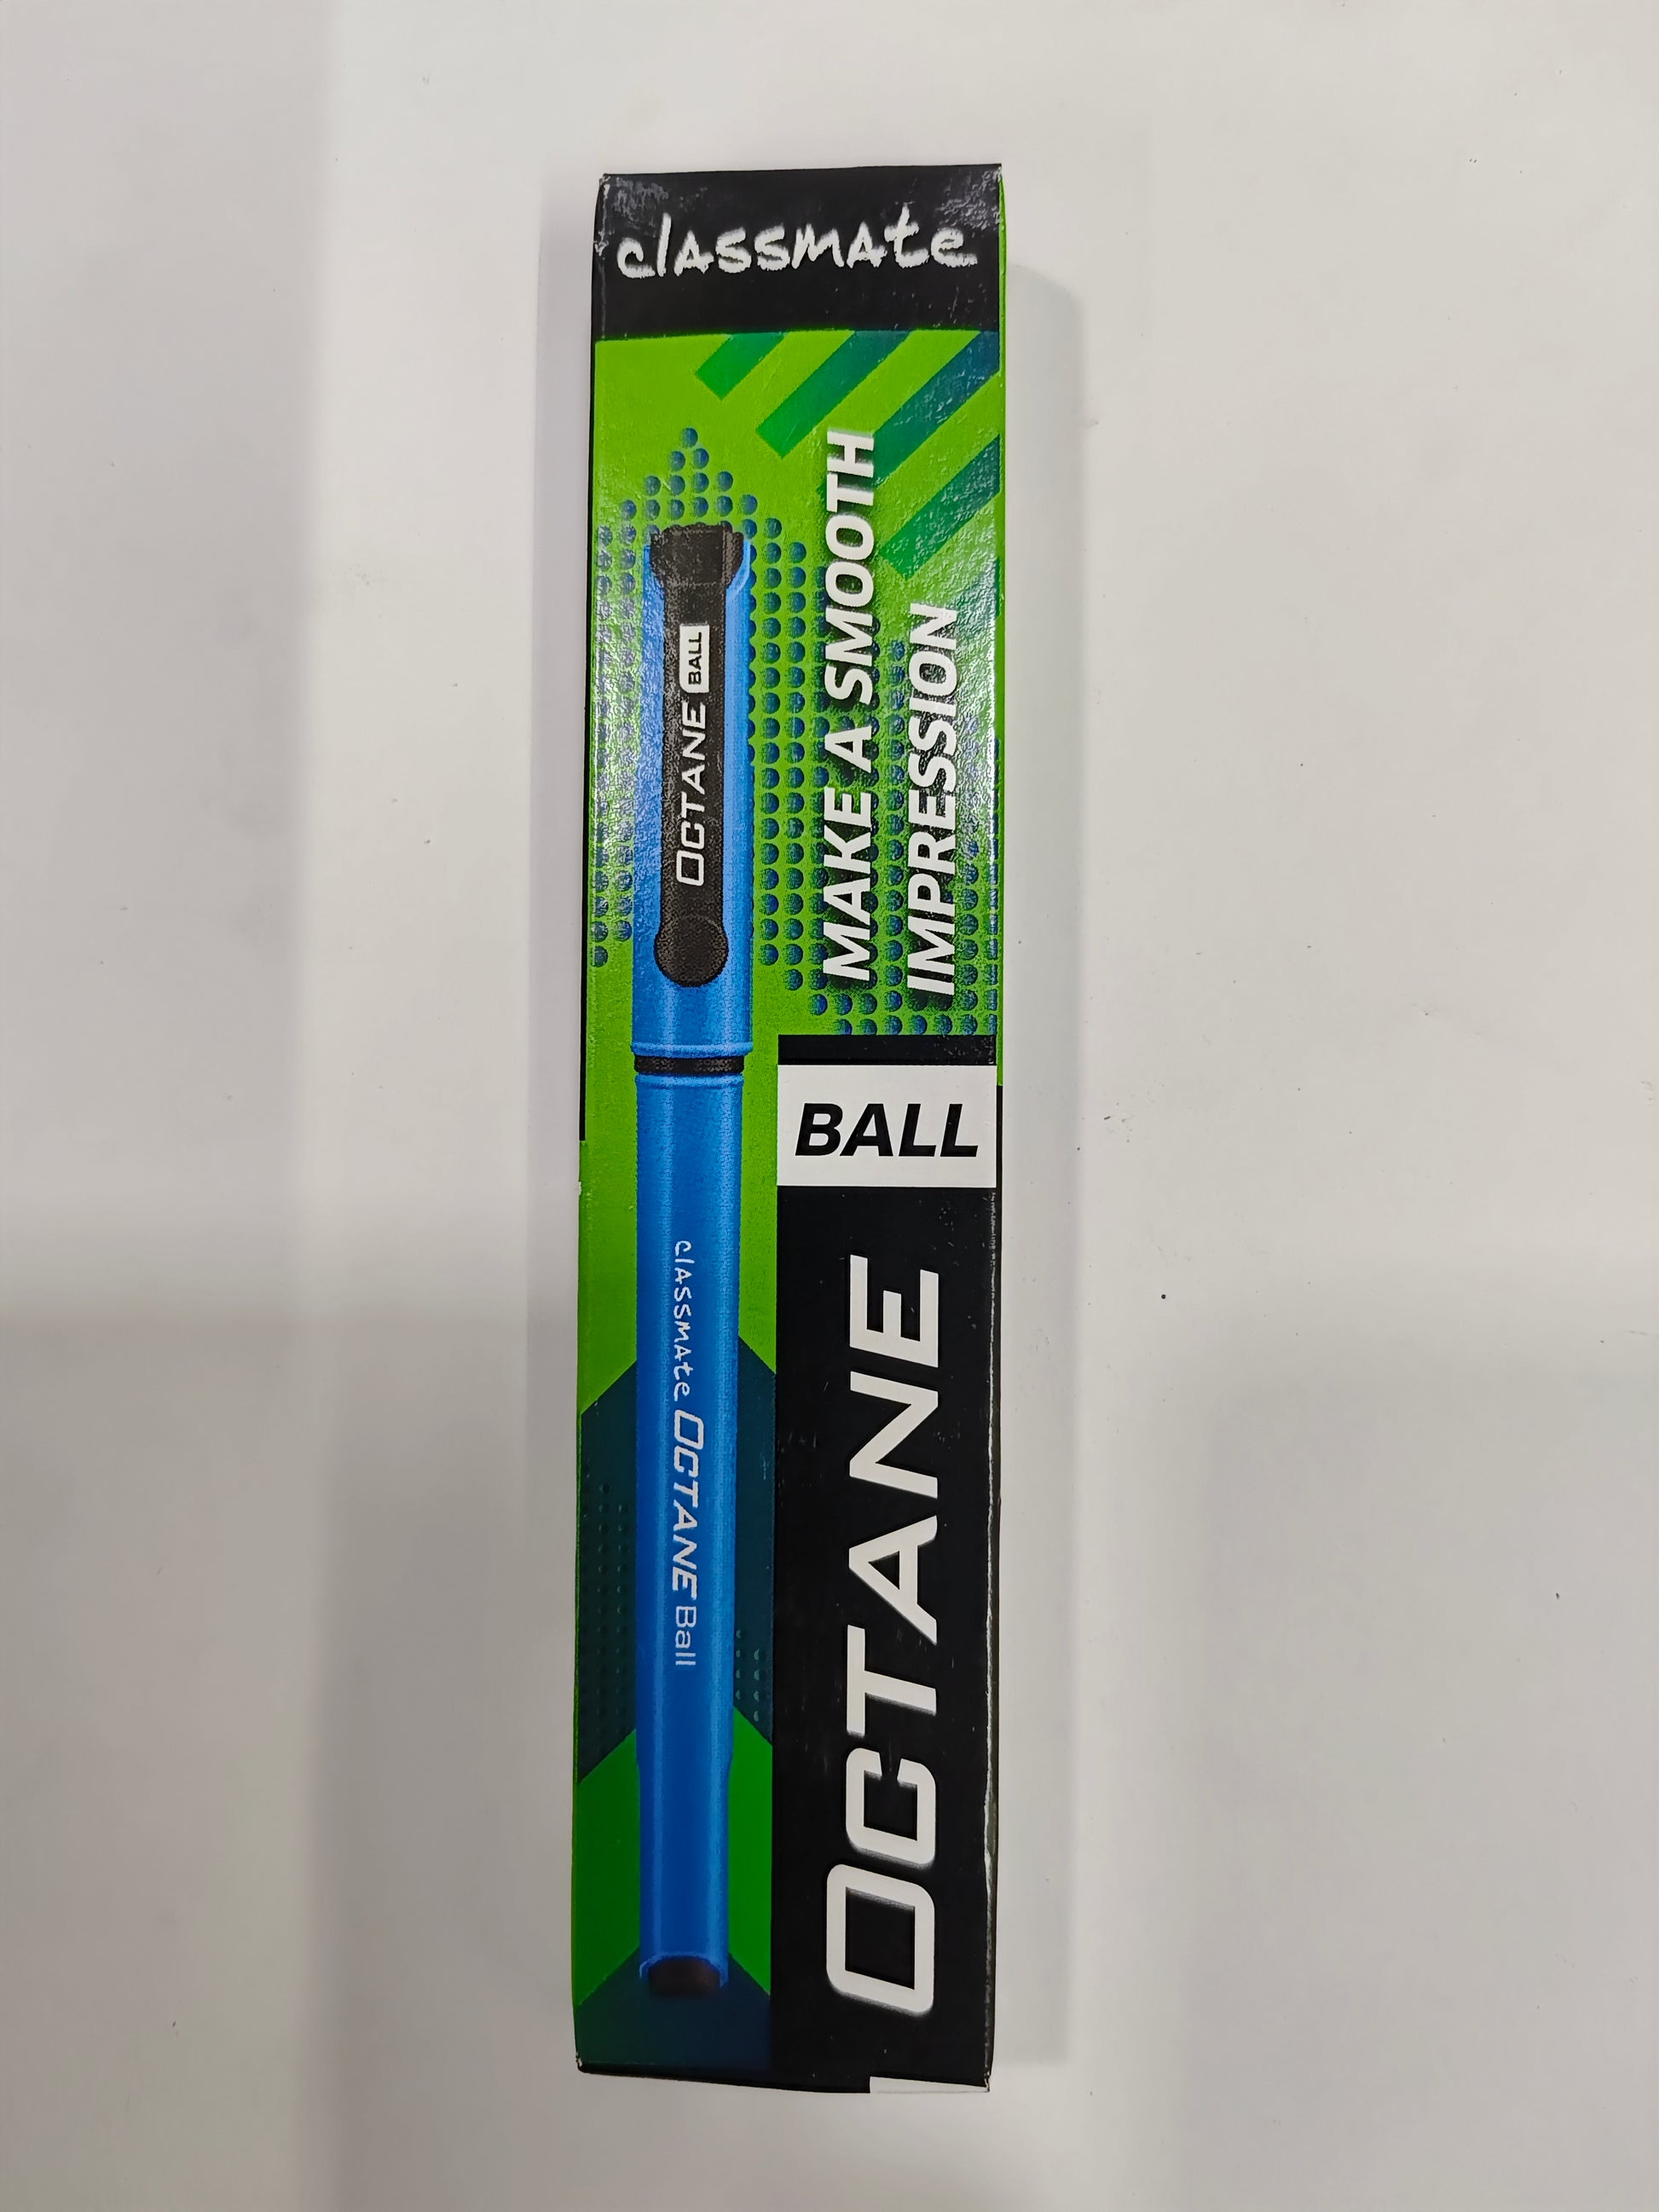 classmate
OCTANE BALL
MAKE A SMOOTH
IMPRESSION
classmate OCTANE Ball
OCTANE BALL